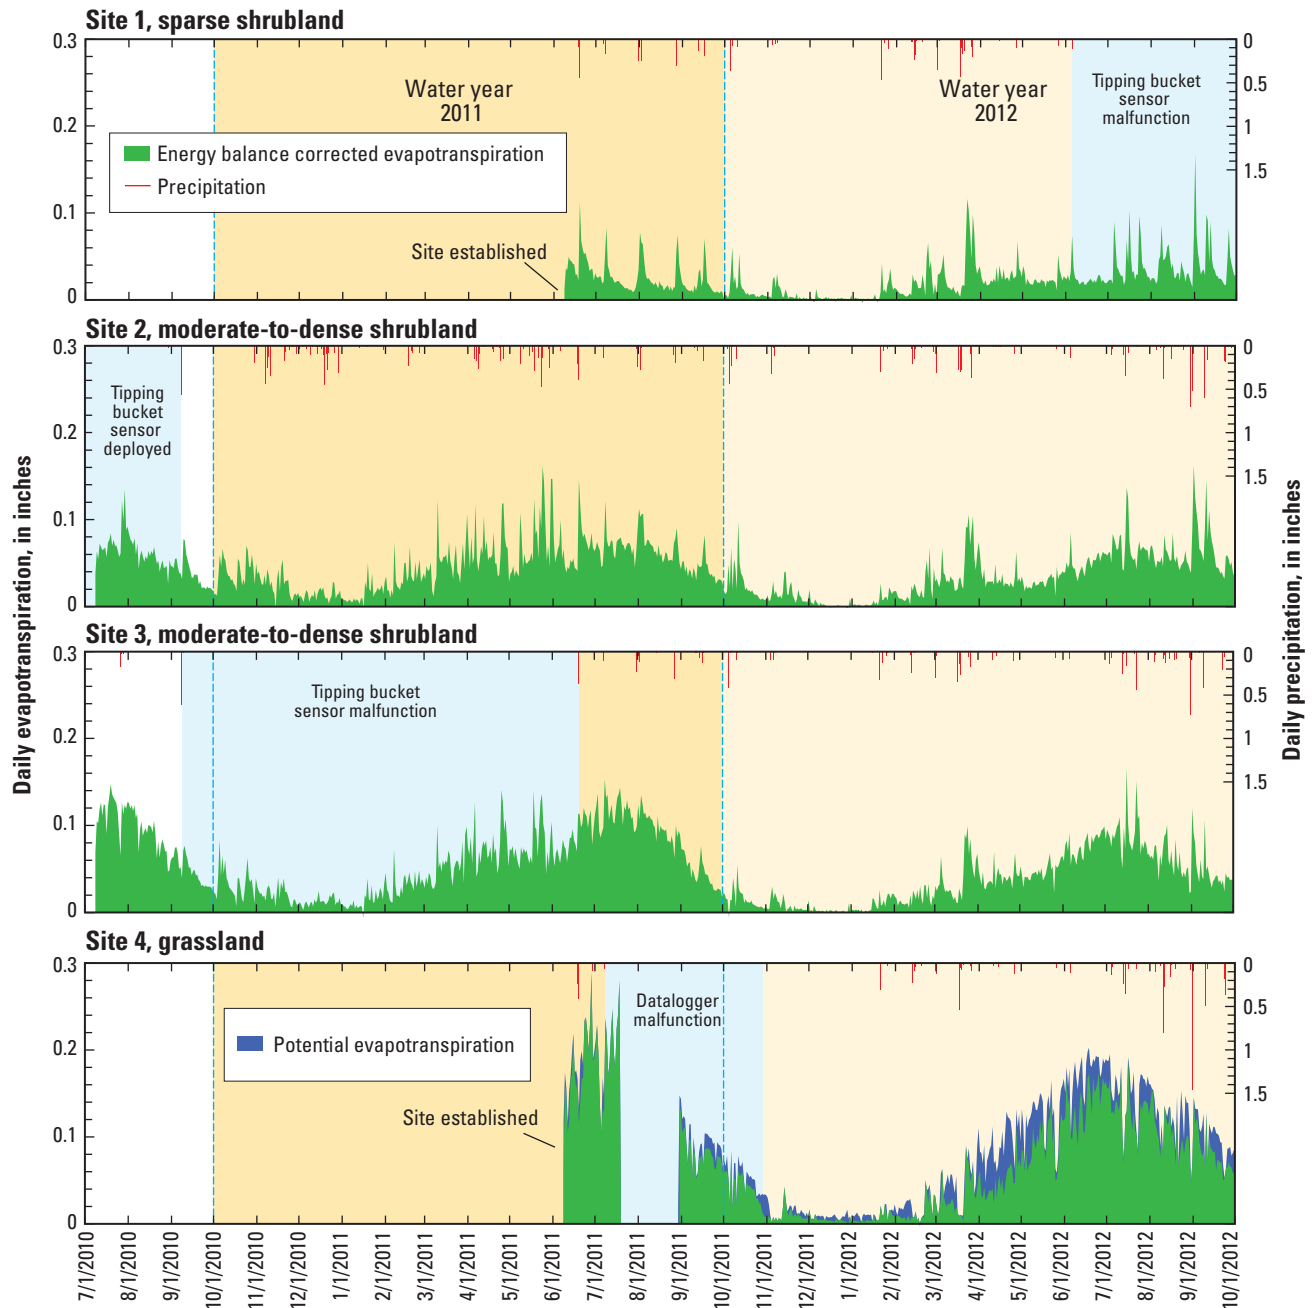 Site 1, sparse shrubland
0.3
0.2
0.1
0
0
0.5
1
1.5
Water year
2011
Water year
2012
Tipping bucket
sensor
malfunction
Energy balance corrected evapotranspiration
Precipitation
Site established
Site 2, moderate-to-dense shrubland
0.3
0.2
0.1
0
0
0.5
1
1.5
Tipping
bucket
sensor
deployed
Daily evapotranspiration, in inches
Daily precipitation, in inches
Site 3, moderate-to-dense shrubland
0.3
0.2
0.1
0
0
0.5
1
1.5
Tipping bucket
sensor malfunction
Site 4, grassland
0.3
0.2
0.1
0
0
0.5
1
1.5
Datalogger
malfunction
Potential evapotranspiration
Site established
7/1/2010
8/1/2010
9/1/2010
10/1/2010
11/1/2010
12/1/2010
1/1/2011
2/1/2011
3/1/2011
4/1/2011
5/1/2011
6/1/2011
7/1/2011
8/1/2011
9/1/2011
10/1/2011
11/1/2011
12/1/2011
1/1/2012
2/1/2012
3/1/2012
4/1/2012
5/1/2012
6/1/2012
7/1/2012
8/1/2012
9/1/2012
10/1/2012